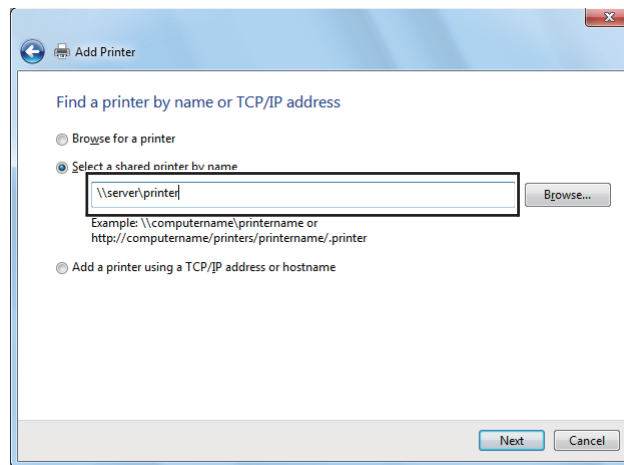 Add Printer
Find a printer by name or TCP/IP address
Browse for a printer
Select a shared printer by name
\\server\printer
Browse...
Example: \\computername\printername or
http://computername/printers/printername/.printer
Add a printer using a TCP/IP address or hostname
Next
Cancel